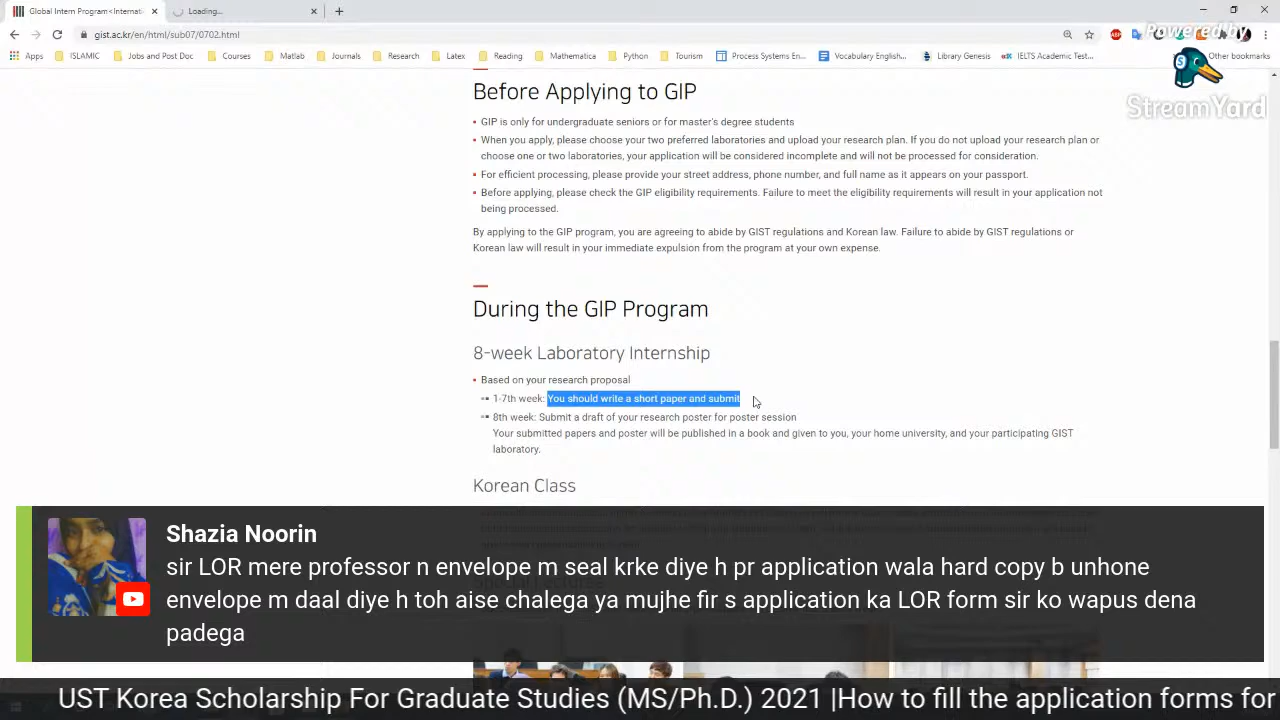 Global Intern Program<Internati
Loading...
gist.ac.kr/en/html/sub07/0702.html
Powered by
Apps
ISLAMIC
Jobs and Post Doc
Courses
Matlab
Journals
Research
Latex
Reading
Mathematica
Python
Tourism
Process Systems En...
Vocabulary English...
Library Genesis
IELTS Academic Test...
Other bookmarks
StreamYard
Before Applying to GIP
GIP is only for undergraduate seniors or for master's degree students
When you apply, please choose your two preferred laboratories and upload your research plan. If you do not upload your research plan or
choose one or two laboratories, your application will be considered incomplete and will not be processed for consideration.
For efficient processing, please provide your street address, phone number, and full name as it appears on your passport.
Before applying, please check the GIP eligibility requirements. Failure to meet the eligibility requirements will result in your application not
being processed.
By applying to the GIP program, you are agreeing to abide by GIST regulations and Korean law. Failure to abide by GIST regulations or
Korean law will result in your immediate expulsion from the program at your own expense.
During the GIP Program
8-week Laboratory Internship
Based on your research proposal
1-7th week: You should write a short paper and submit
8th week: Submit a draft of your research poster for poster session
Your submitted papers and poster will be published in a book and given to you, your home university, and your participating GIST
laboratory.
Korean Class
Shazia Noorin
sir LOR mere professor n envelope m seal krke diye h pr application wala hard copy b unhone
envelope m daal diye h toh aise chalega ya mujhe fir s application ka LOR form sir ko wapus dena
padega
UST Korea Scholarship For Graduate Studies (MS/Ph.D.) 2021 |How to fill the application forms for